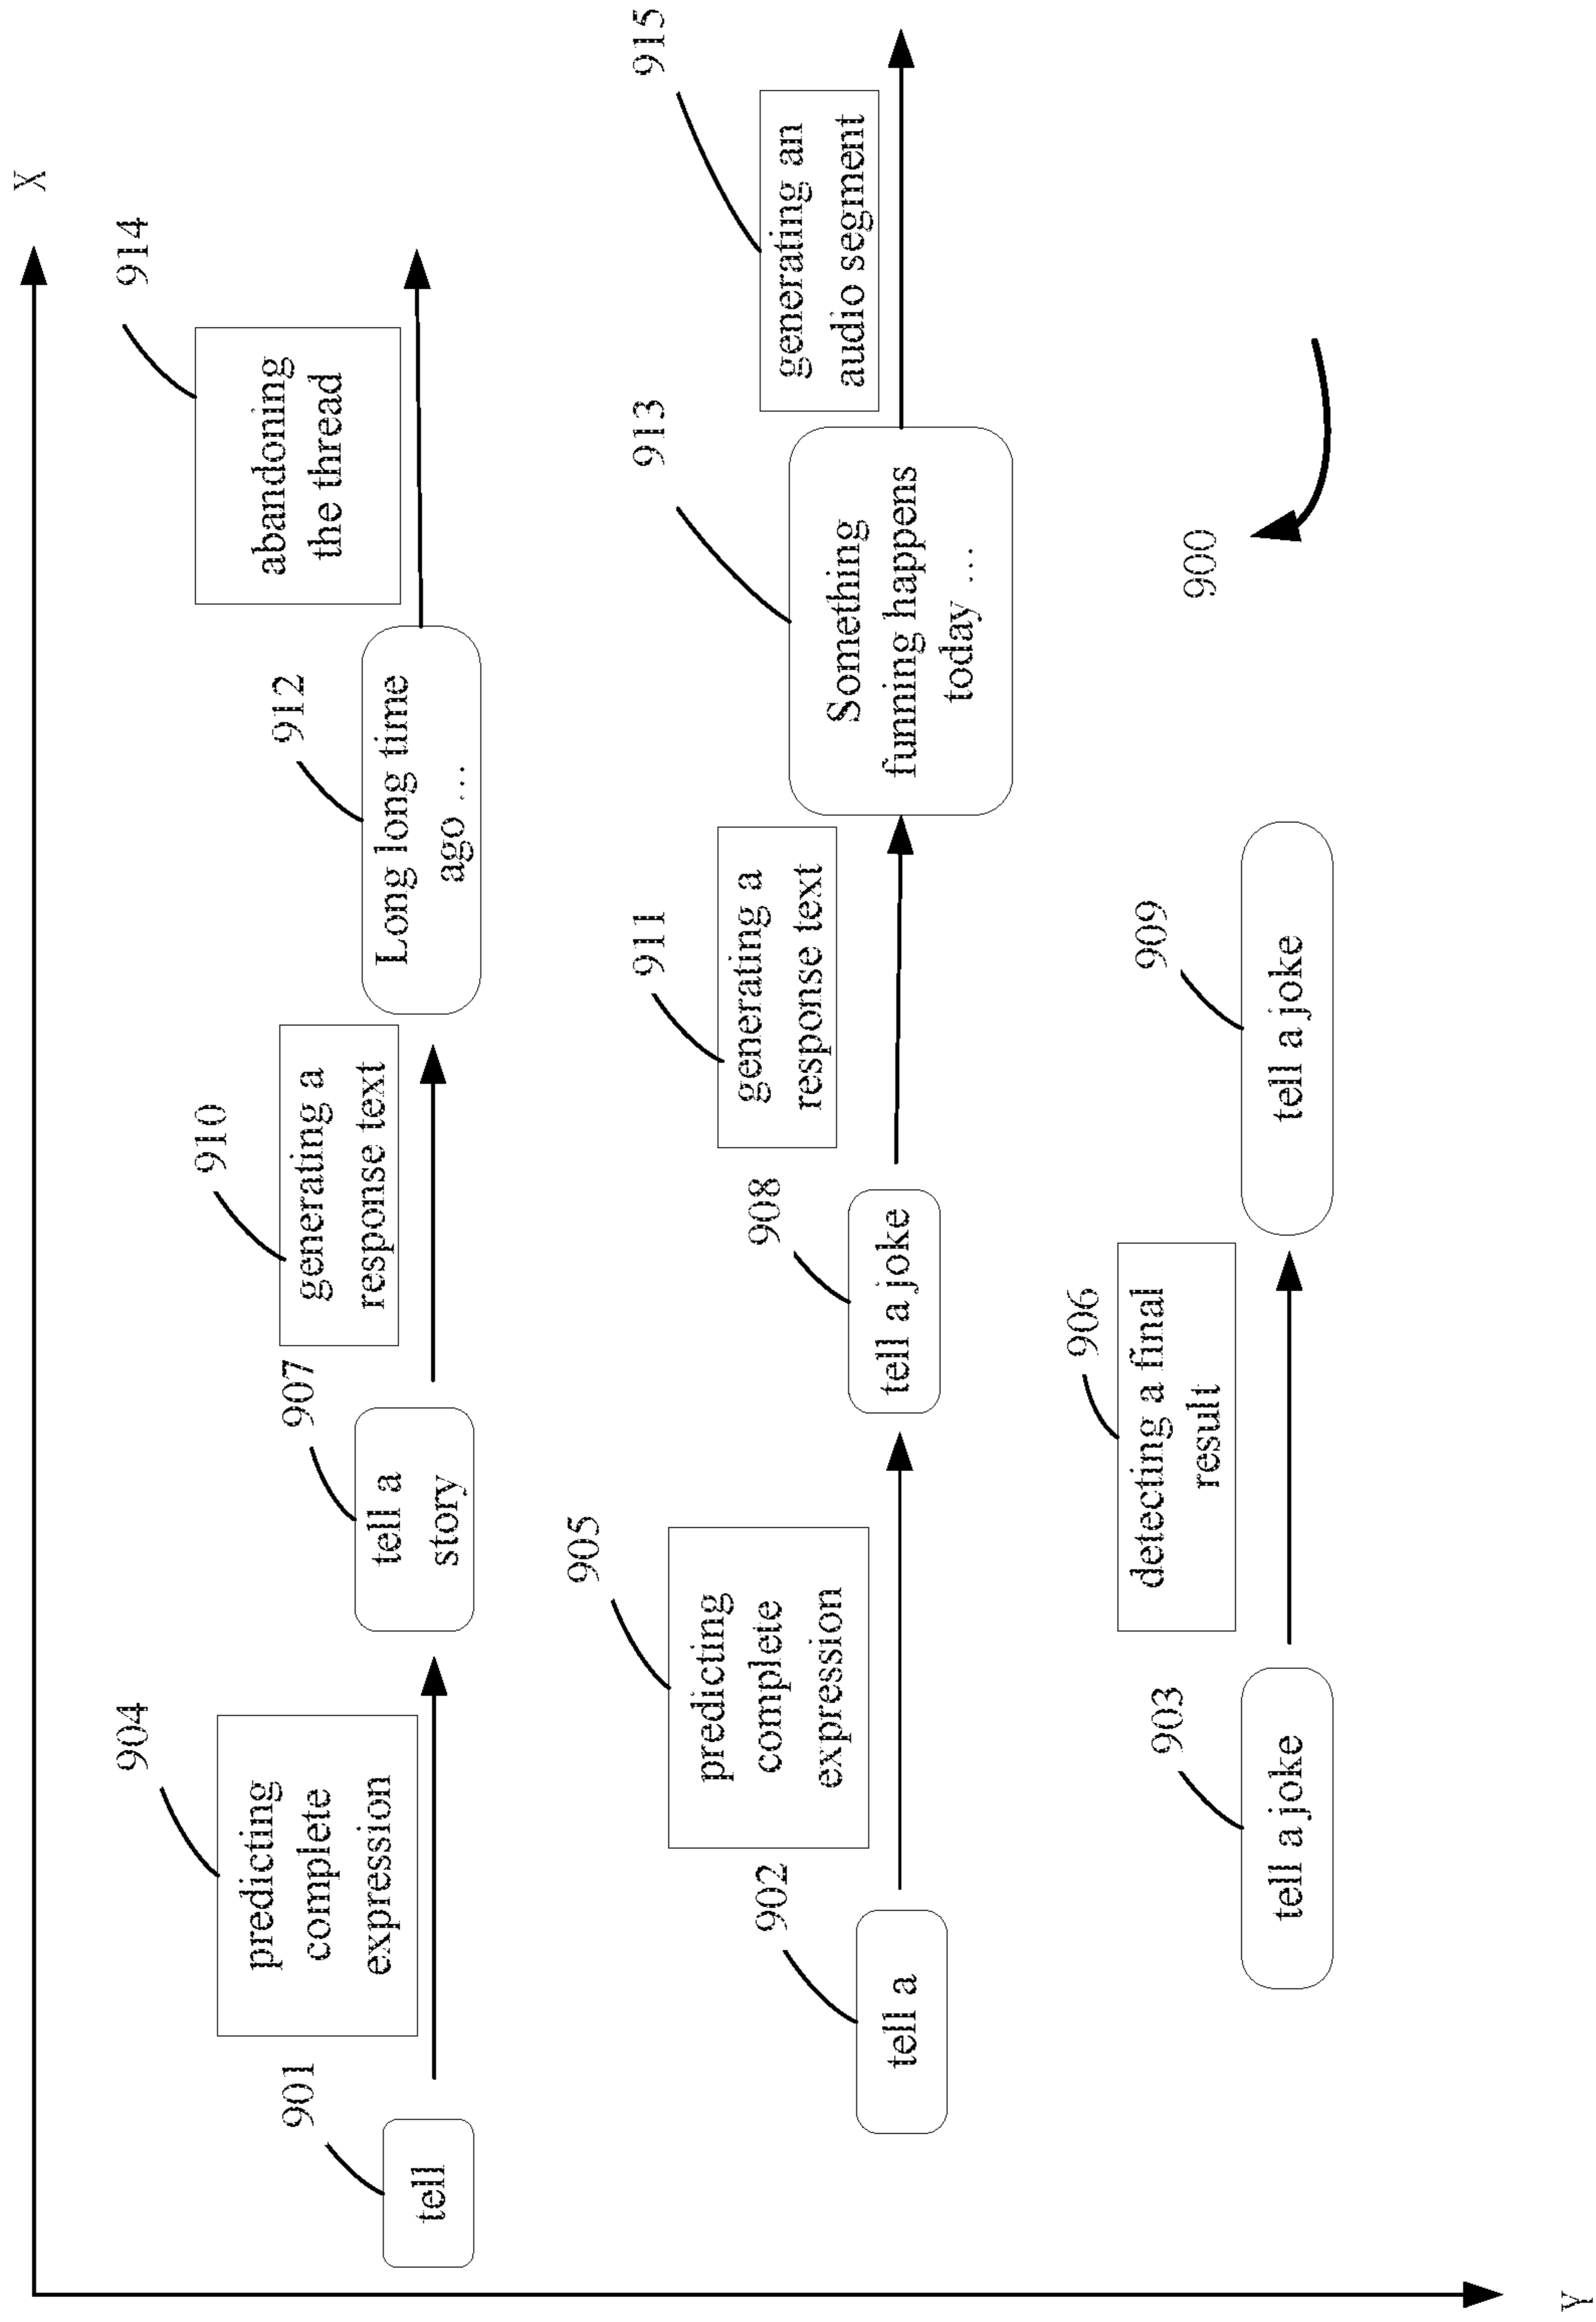 X
901
tell
904
predicting
complete
expression
907
tell a
story
910
generating a
response text
912
Long long time
ago ...
914
abandoning
the thread
902
tell a
905
predicting
complete
expression
908
tell a joke
911
generating a
response text
913
Something
funning happens
today ...
915
generating an
audio segment
903
tell a joke
906
detecting a final
result
909
tell a joke
900
Y